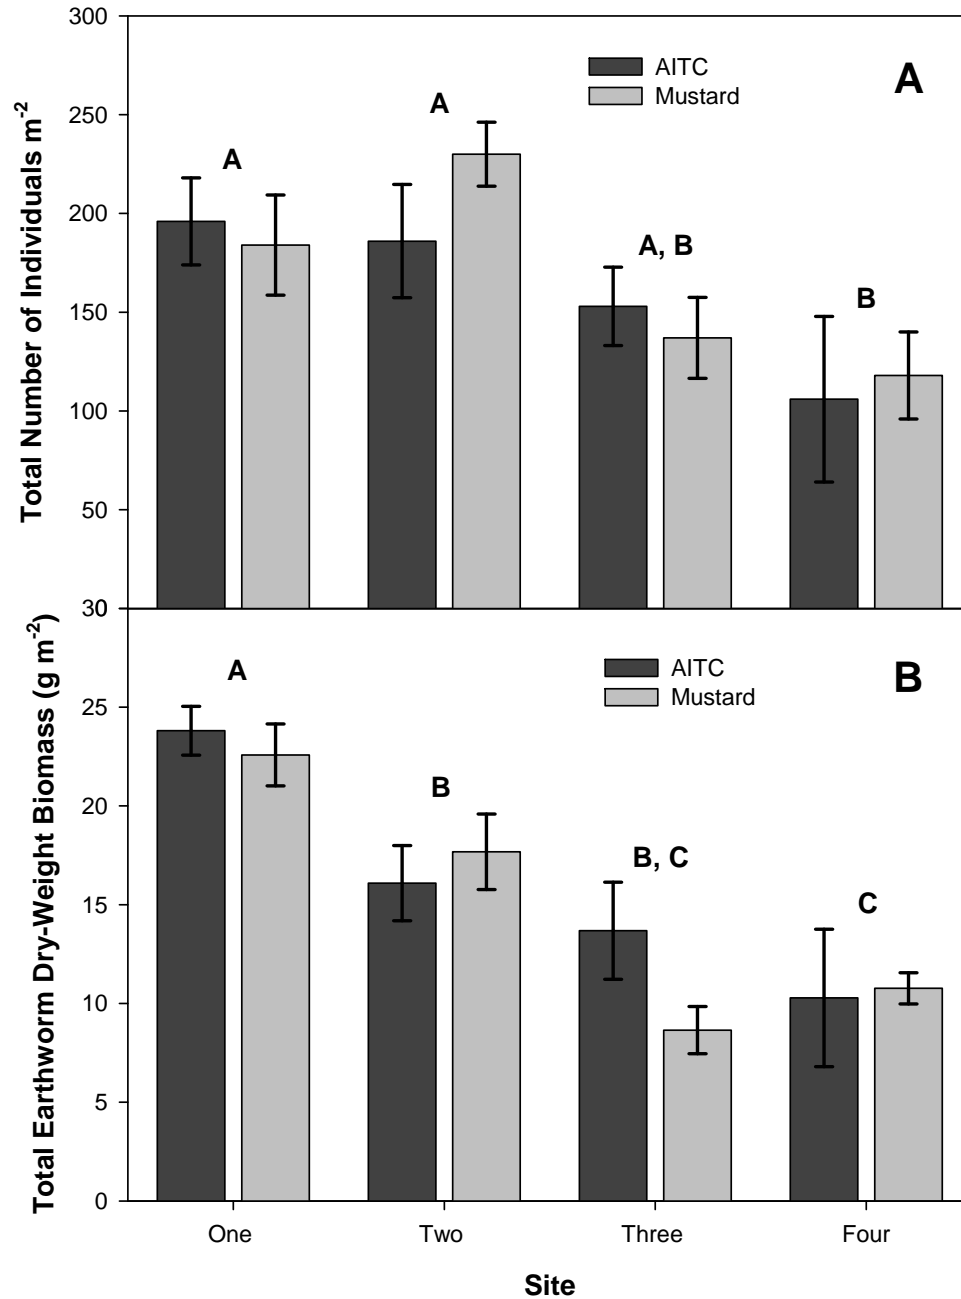 300
250
200
150
100
50
0
Total Number of Individuals m-2
AITC
Mustard
A
A
A
A, B
B
30
25
20
15
10
5
0
Total Earthworm Dry-Weight Biomass (g m-2)
AITC
Mustard
B
A
B
B, C
C
One Two Three Four
Site